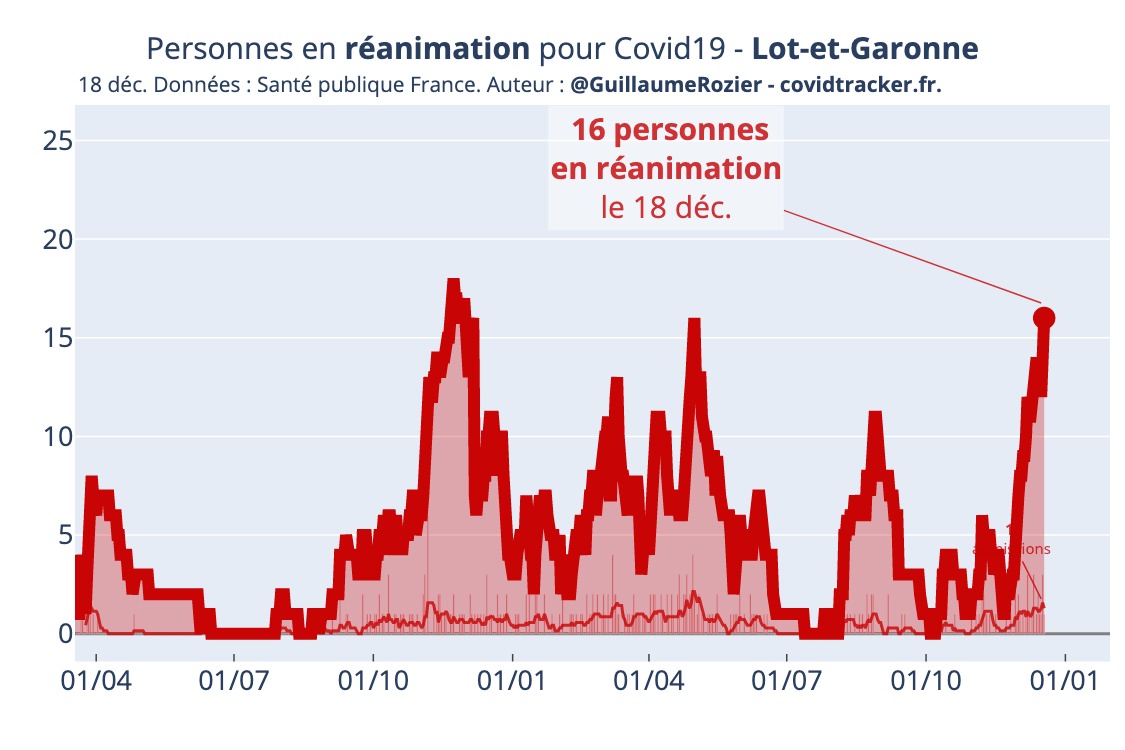 Personnes en réanimation pour Covid19 - Lot-et-Garonne
18 déc. Données : Santé publique France. Auteur : @GuillaumeRozier - covidtracker.fr.
16 personnes
en réanimation
le 18 déc.
25
20
15
10
5
0
01/04 01/07 01/10 01/01 01/04 01/07 01/10 01/01